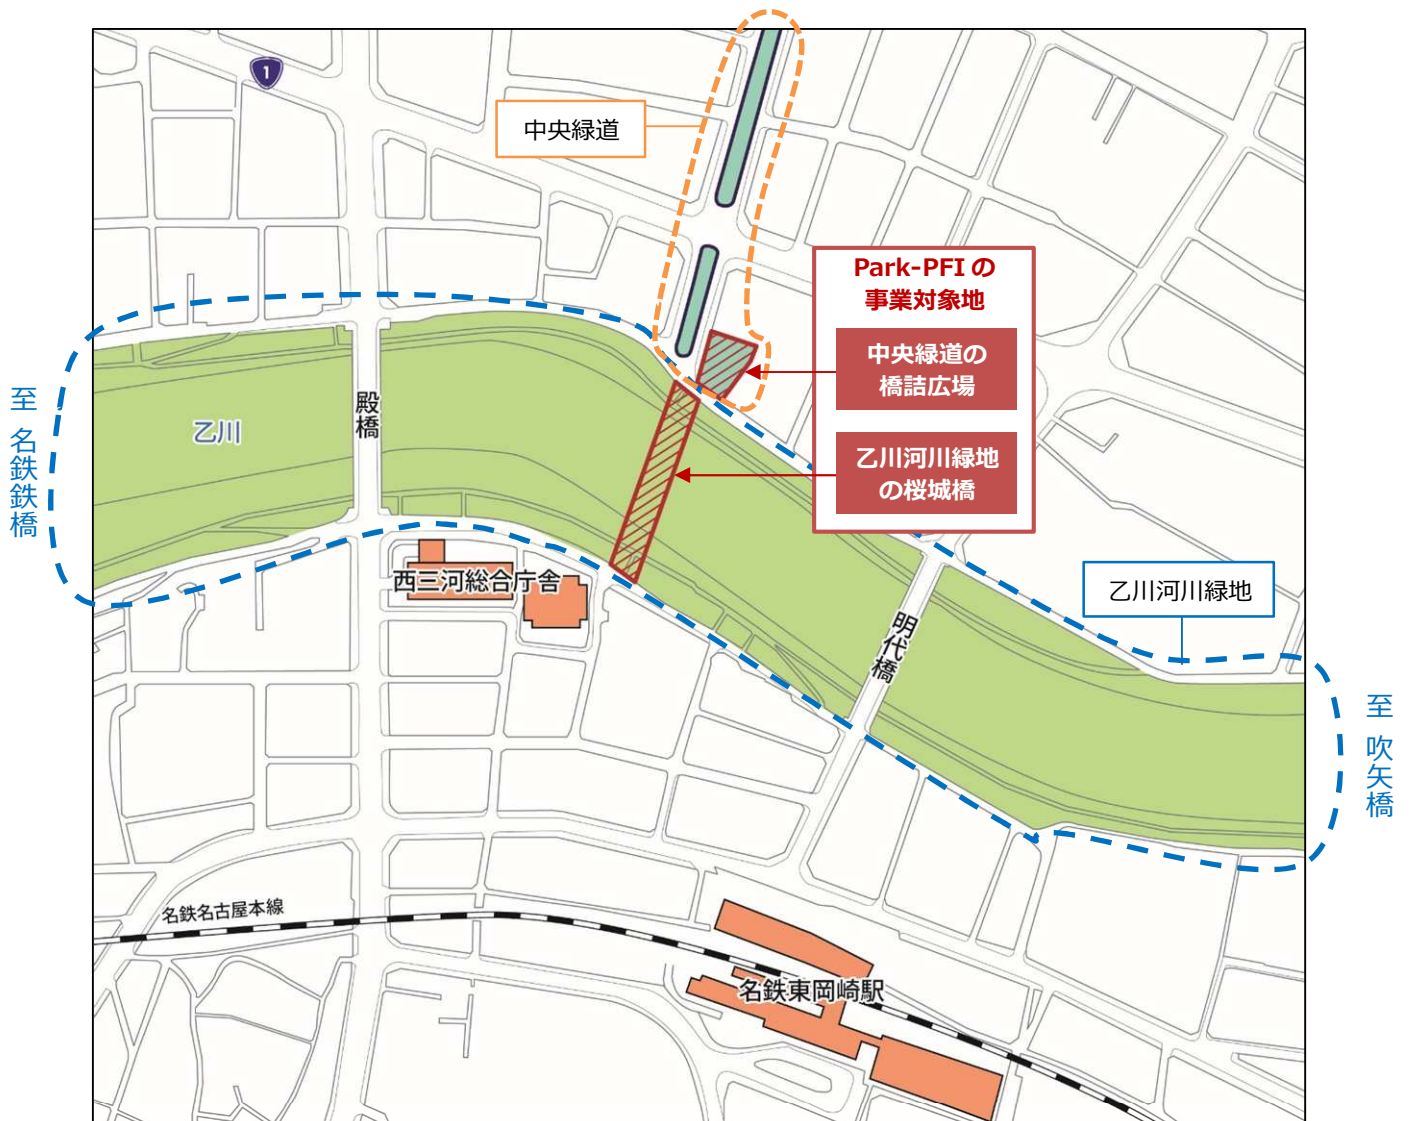 1
中央緑道
Park-PFI の
事業対象地
中央緑道の
橋詰広場
乙川河川緑地
の桜城橋
至 名鉄鉄橋
乙川
殿橋
西三河総合庁舎
明代橋
乙川河川緑地
至 吹矢橋
名鉄名古屋本線
名鉄東岡崎駅